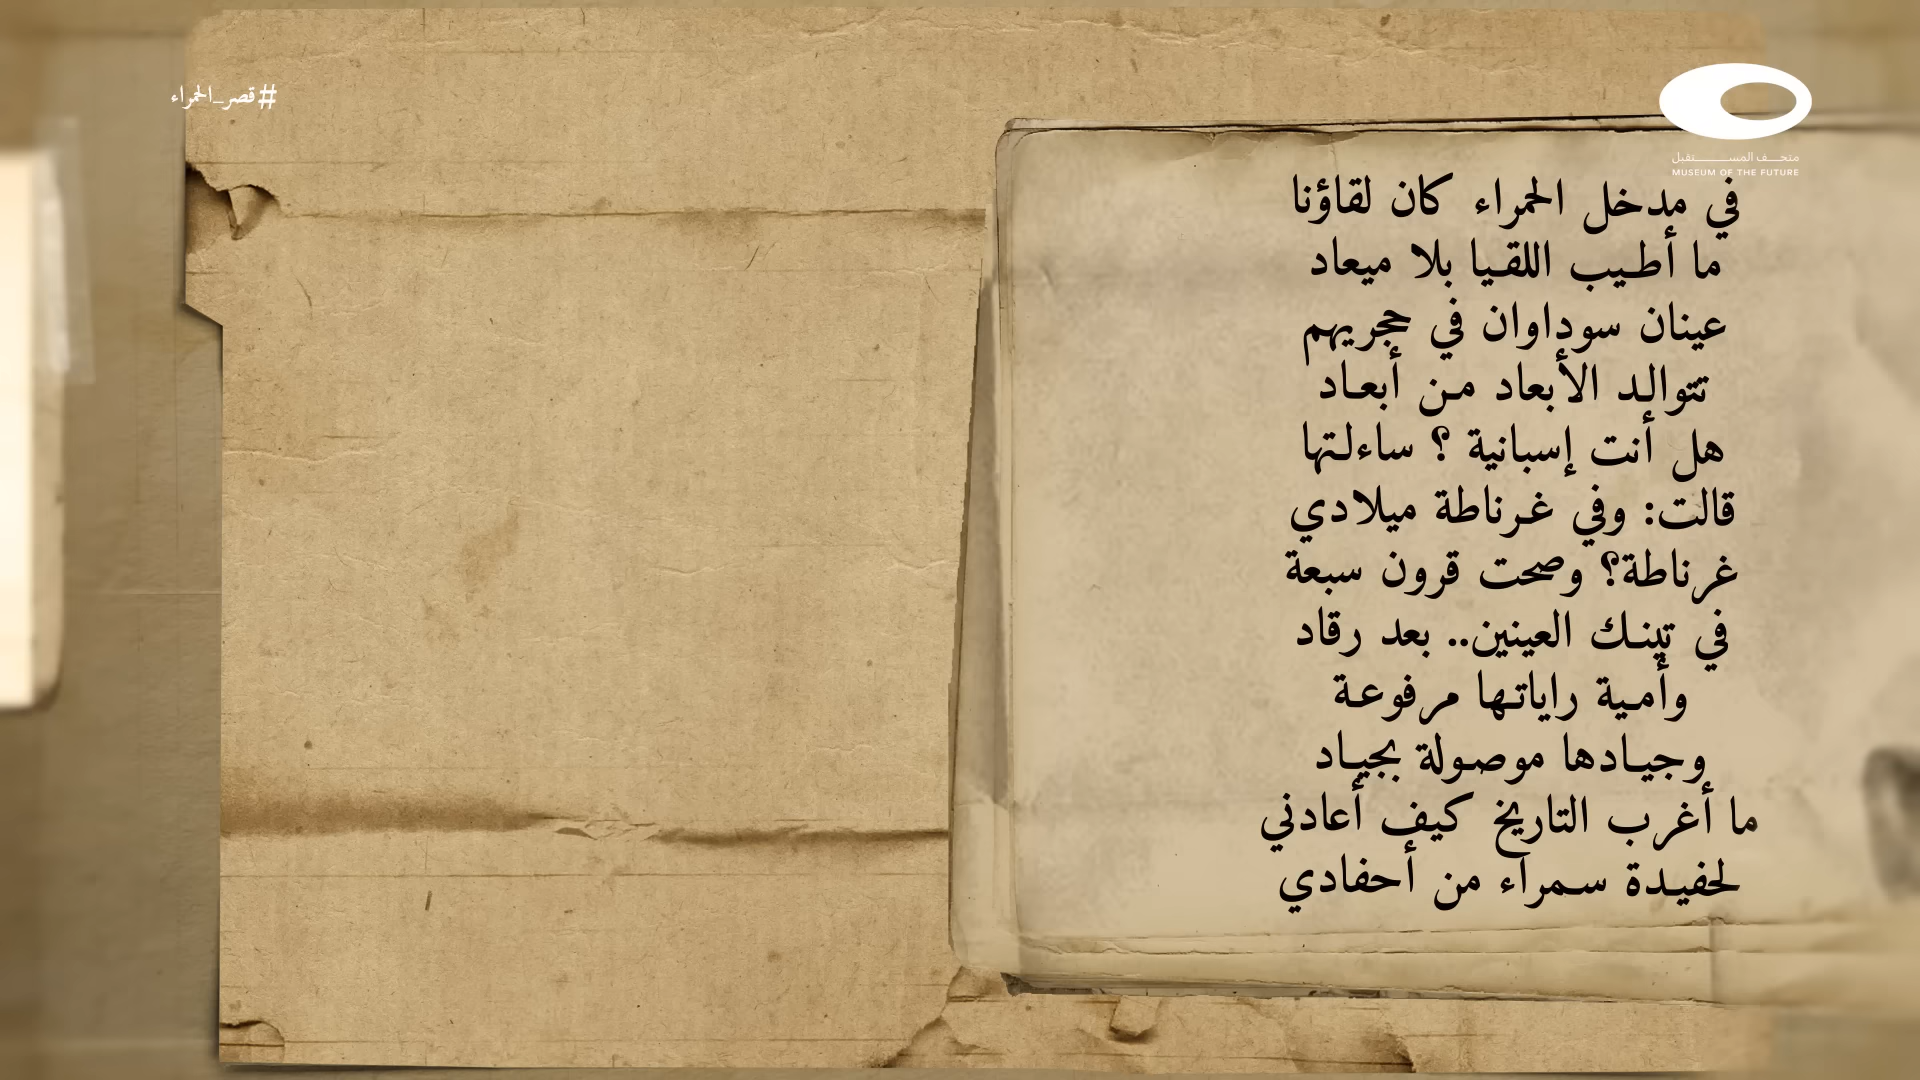 #قصر_الحمراء
متحف المستقبل
MUSEUM OF THE FUTURE
في مدخل الحمراء كان لقاؤنا
ما أطيب اللقيا بلا ميعاد
عينان سوداوان في حجريهم
تتوالد الأبعاد من أبعاد
هل أنت إسبانية ؟ ساءلتها
قالت: وفي غرناطة ميلادي
غرناطة؟ وصحت قرون سبعة
في تينك العينين.. بعد رقاد
وأمية راياتها مرفوعة
وجيادها موصولة بجياد
ما أغرب التاريخ كيف أعادني
لحفيدة سمراء من أحفادي